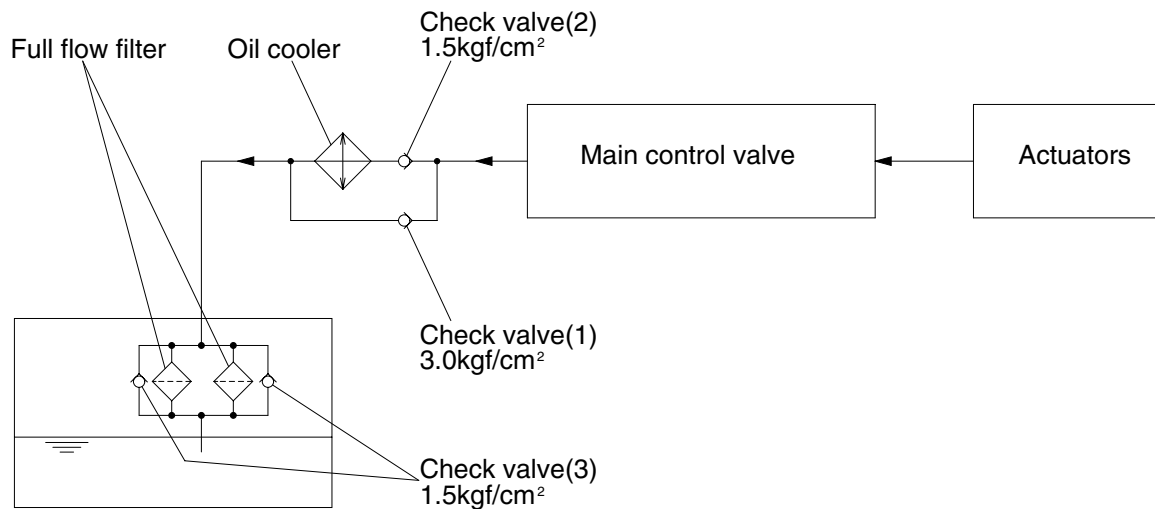 Check valve(2)
1.5kgf/cm²
Full flow filter
Oil cooler
Main control valve
Actuators
Check valve(1)
3.0kgf/cm²
Check valve(3)
1.5kgf/cm²